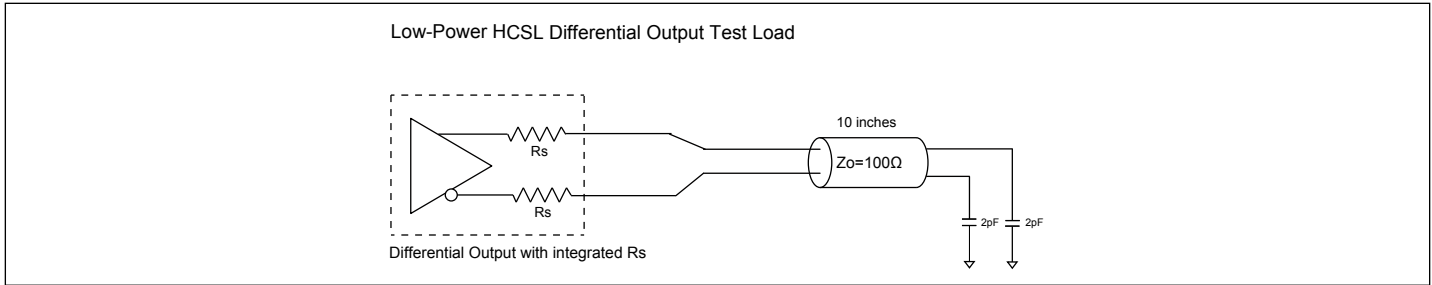 Low-Power HCSL Differential Output Test Load
10 inches
Rs
Zo=100Ω
Rs
2pF
2pF
Differential Output with integrated Rs